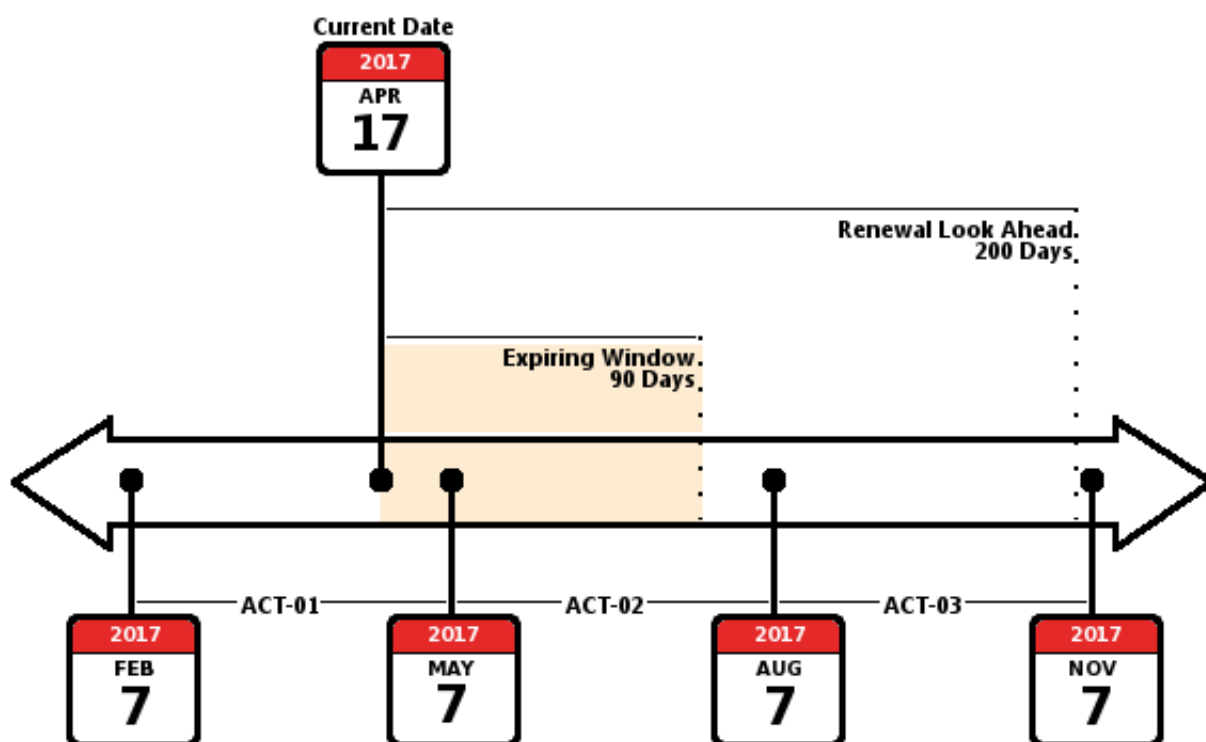 Current Date
2017
APR
17
Renewal Look Ahead
200 Days
Expiring Window
90 Days
ACT-01
ACT-02
ACT-03
2017
FEB
7
2017
MAY
7
2017
AUG
7
2017
NOV
7